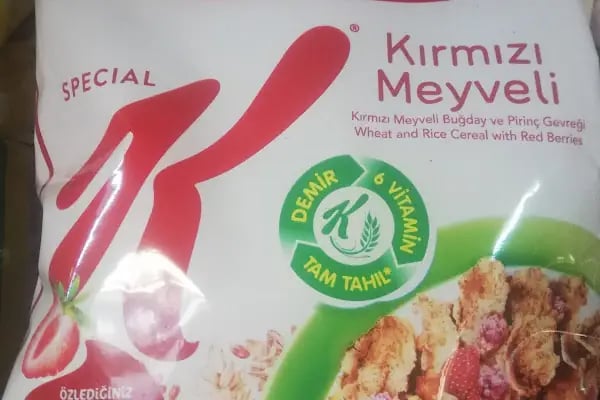 SPECIAL
K®
Kırmızı
Meyveli
Kırmızı Meyveli Buğday ve Pirinç Gevreği
Wheat and Rice Cereal with Red Berries
DEMİR
6 VİTAMİN
K
TAM TAHIL*
ÖZLEDİĞİNİZ